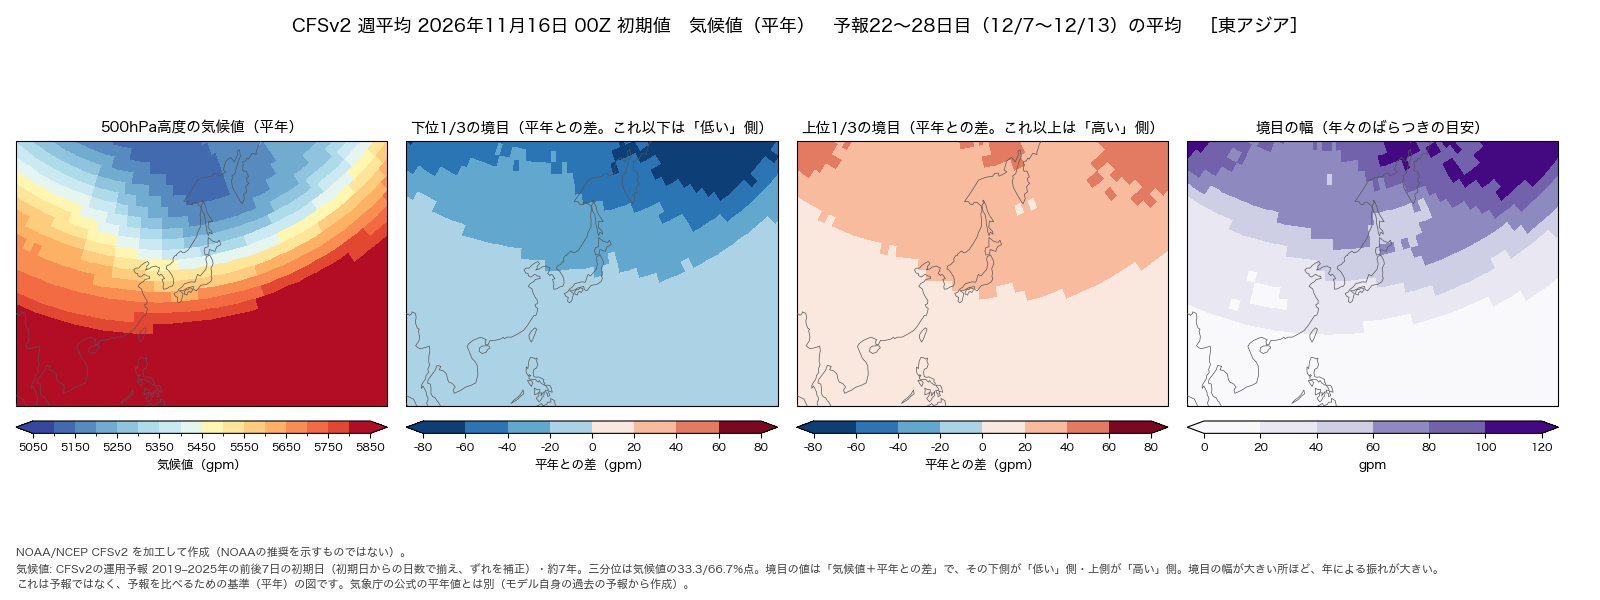 CFSv2 週平均 2026年11月16日 00Z 初期値　気候値（平年）　予報22～28日目（12/7～12/13）の平均　［東アジア］
500hPa高度の気候値（平年）
下位1/3の境目（平年との差。これ以下は「低い」側）
上位1/3の境目（平年との差。これ以上は「高い」側）
境目の幅（年々のばらつきの目安）
5050 5150 5250 5350 5450 5550 5650 5750 5850
気候値（gpm）
-80 -60 -40 -20 0 20 40 60 80
平年との差（gpm）
-80 -60 -40 -20 0 20 40 60 80
平年との差（gpm）
0 20 40 60 80 100 120
gpm
NOAA/NCEP CFSv2 を加工して作成（NOAAの推奨を示すものではない）。
気候値: CFSv2の運用予報 2019–2025年の前後7日の初期日（初期日からの日数で揃え、ずれを補正）・約7年。三分位は気候値の33.3/66.7%点。境目の値は「気候値＋平年との差」で、その下側が「低い」側・上側が「高い」側。境目の幅が大きい所ほど、年による振れが大きい。
これは予報ではなく、予報を比べるための基準（平年）の図です。気象庁の公式の平年値とは別（モデル自身の過去の予報から作成）。